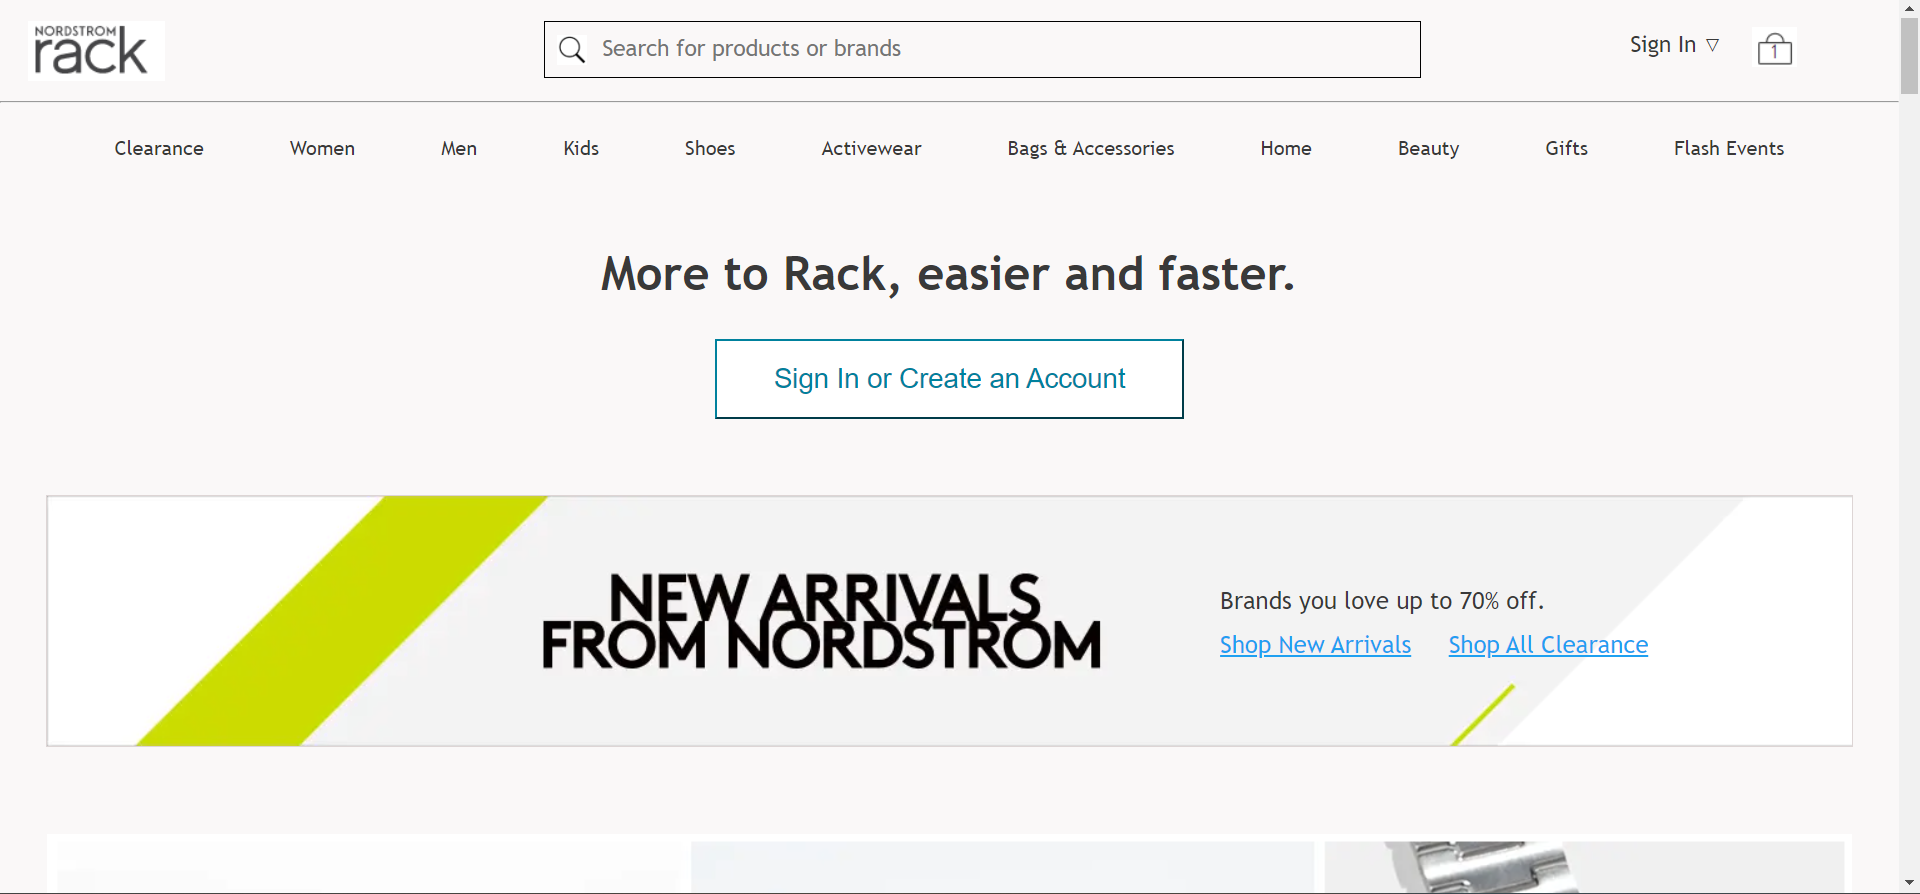 NORDSTROM
rack
Search for products or brands
Sign In ▽
1
Clearance Women Men Kids Shoes Activewear Bags & Accessories Home Beauty Gifts Flash Events
More to Rack, easier and faster.
Sign In or Create an Account
NEW ARRIVALS
FROM NORDSTROM
Brands you love up to 70% off.
Shop New Arrivals Shop All Clearance